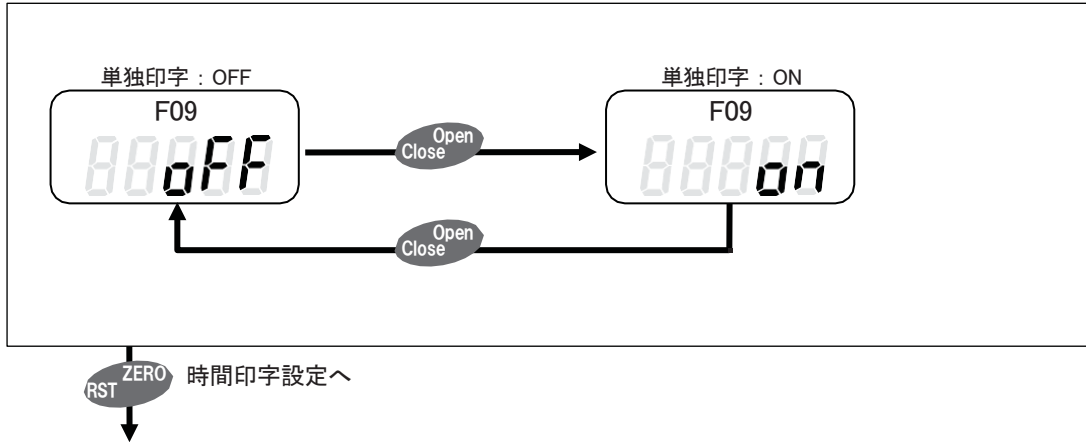 単独印字：OFF
F09
oFF
Open
Close
単独印字：ON
F09
on
Open
Close
ZERO
RST
時間印字設定へ